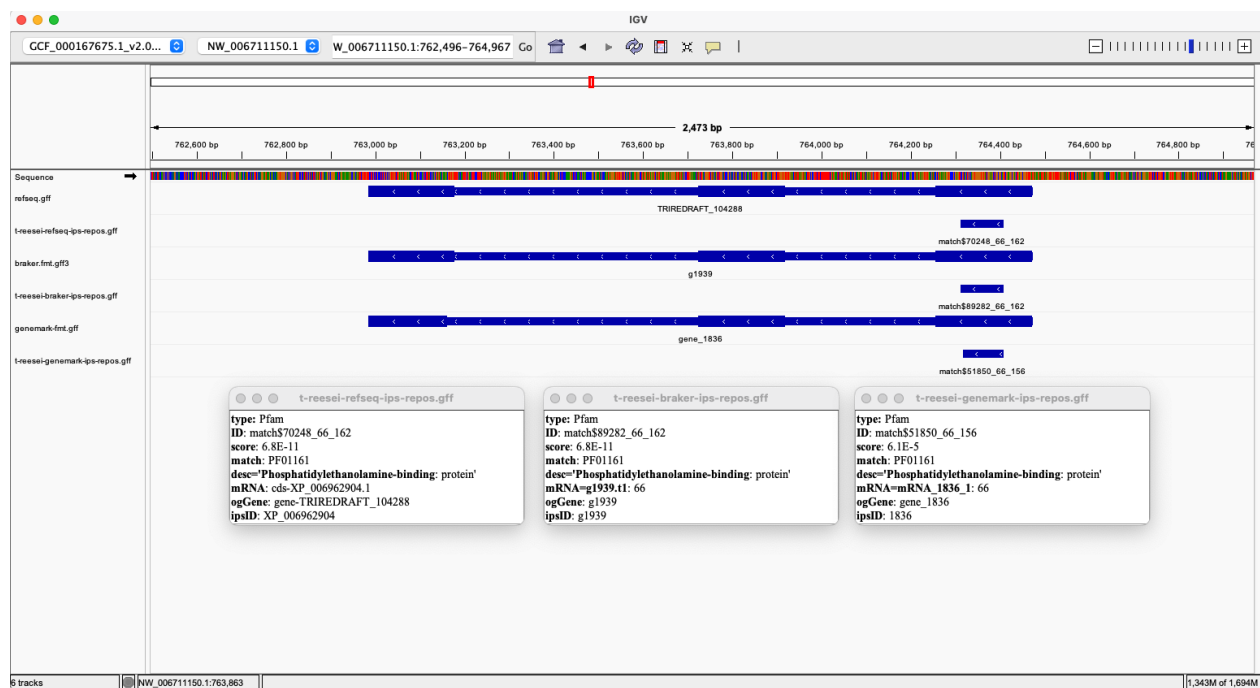 IGV
GCF_000167675.1_v2.0... NW_006711150.1 W_006711150.1:762,496-764,967 Go
2,473 bp
762,600 bp 762,800 bp 763,000 bp 763,200 bp 763,400 bp 763,600 bp 763,800 bp 764,000 bp 764,200 bp 764,400 bp 764,600 bp 764,800 bp 76
Sequence
refseq.gff
TRIREDRAFT_104288
t-reesei-refseq-ips-repos.gff
match$70248_66_162
braker.fmt.gff3
g1939
t-reesei-braker-ips-repos.gff
match$89282_66_162
genemark-fmt.gff
gene_1836
t-reesei-genemark-ips-repos.gff
match$51850_66_156
t-reesei-refseq-ips-repos.gff
type: Pfam
ID: match$70248_66_162
score: 6.8E-11
match: PF01161
desc='Phosphatidylethanolamine-binding: protein'
mRNA: cds-XP_006962904.1
ogGene: gene-TRIREDRAFT_104288
ipsID: XP_006962904
t-reesei-braker-ips-repos.gff
type: Pfam
ID: match$89282_66_162
score: 6.8E-11
match: PF01161
desc='Phosphatidylethanolamine-binding: protein'
mRNA=g1939.t1: 66
ogGene: g1939
ipsID: g1939
t-reesei-genemark-ips-repos.gff
type: Pfam
ID: match$51850_66_156
score: 6.1E-5
match: PF01161
desc='Phosphatidylethanolamine-binding: protein'
mRNA=mRNA_1836_1: 66
ogGene: gene_1836
ipsID: 1836
6 tracks NW_006711150.1:763,863 1,343M of 1,694M